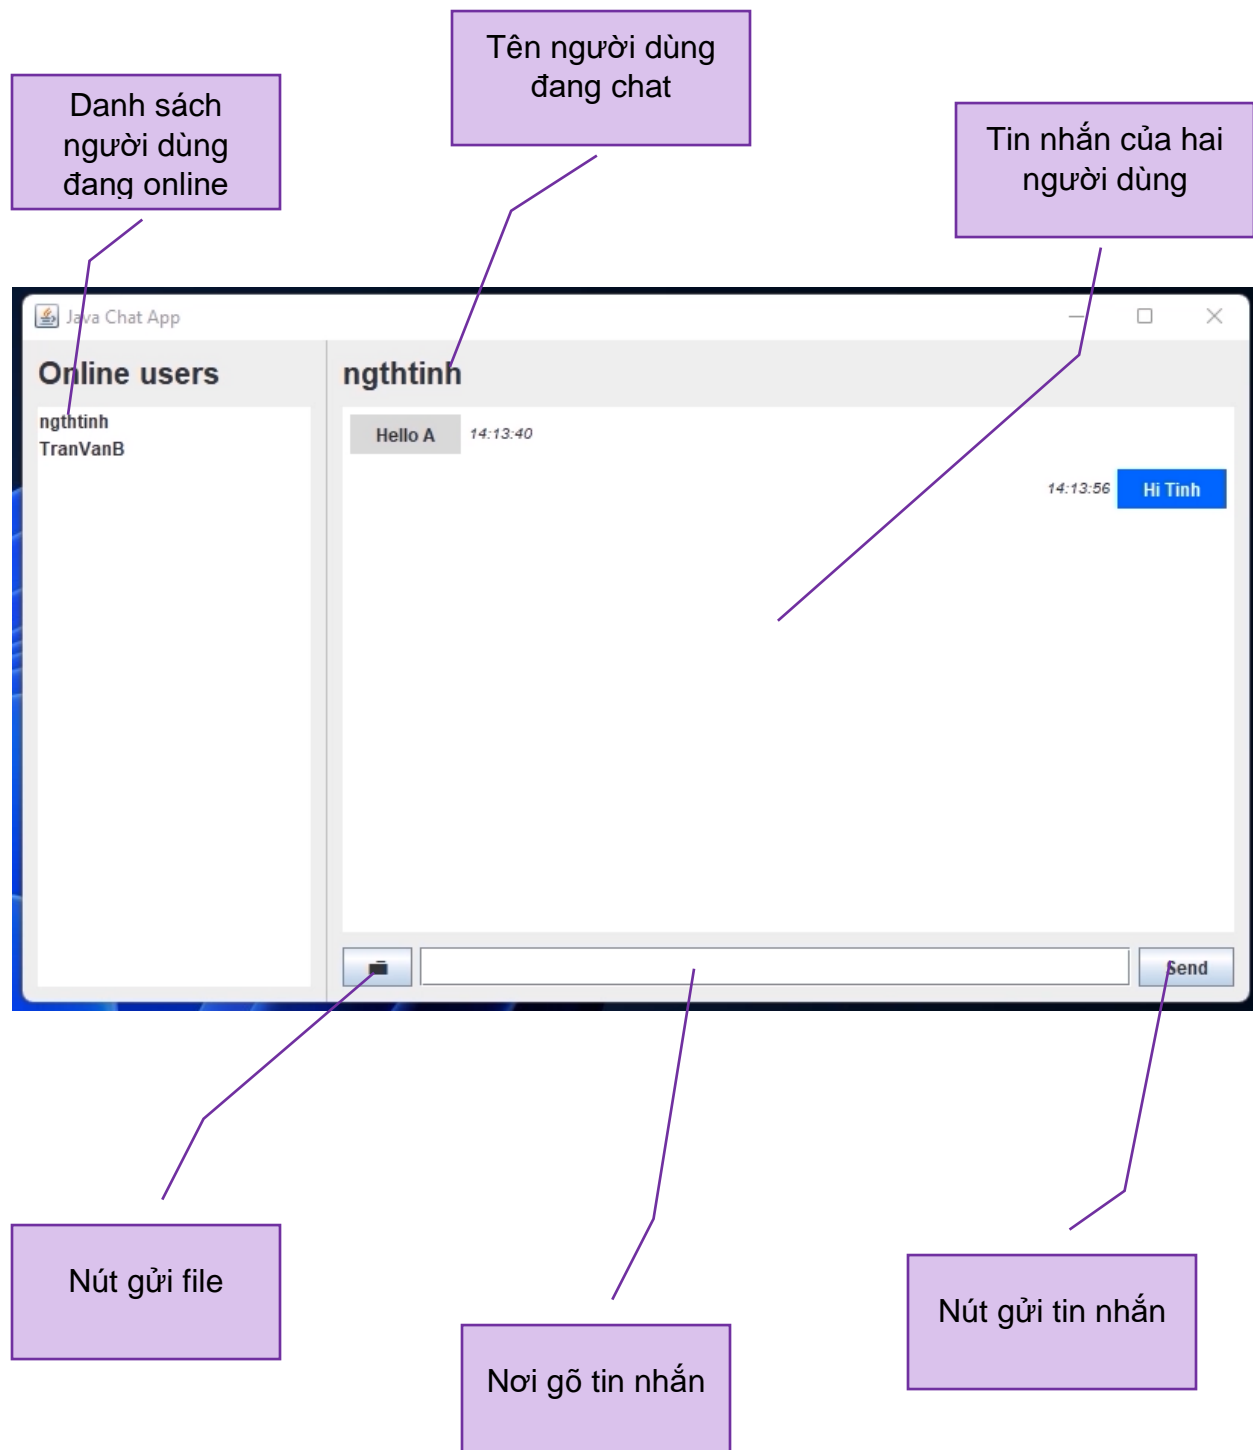 Tên người dùng
đang chat
Danh sách
người dùng
đang online
Tin nhắn của hai
người dùng
Java Chat App
Online users
ngthtinh
ngthtinh
TranVanB
Hello A
14:13:40
14:13:56
Hi Tinh
Send
Nút gửi file
Nút gửi tin nhắn
Nơi gõ tin nhắn